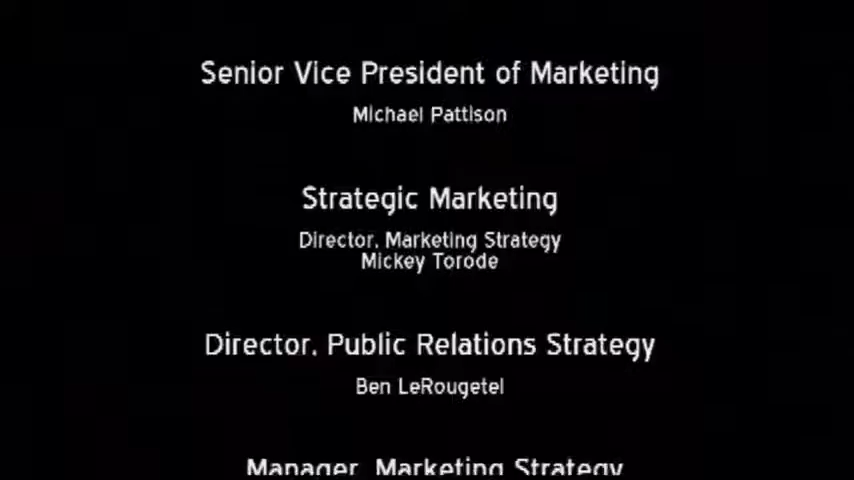 Senior Vice President of Marketing
Michael Pattison
Strategic Marketing
Director, Marketing Strategy
Mickey Torode
Director, Public Relations Strategy
Ben LeRougetel
Manager, Marketing Strategy